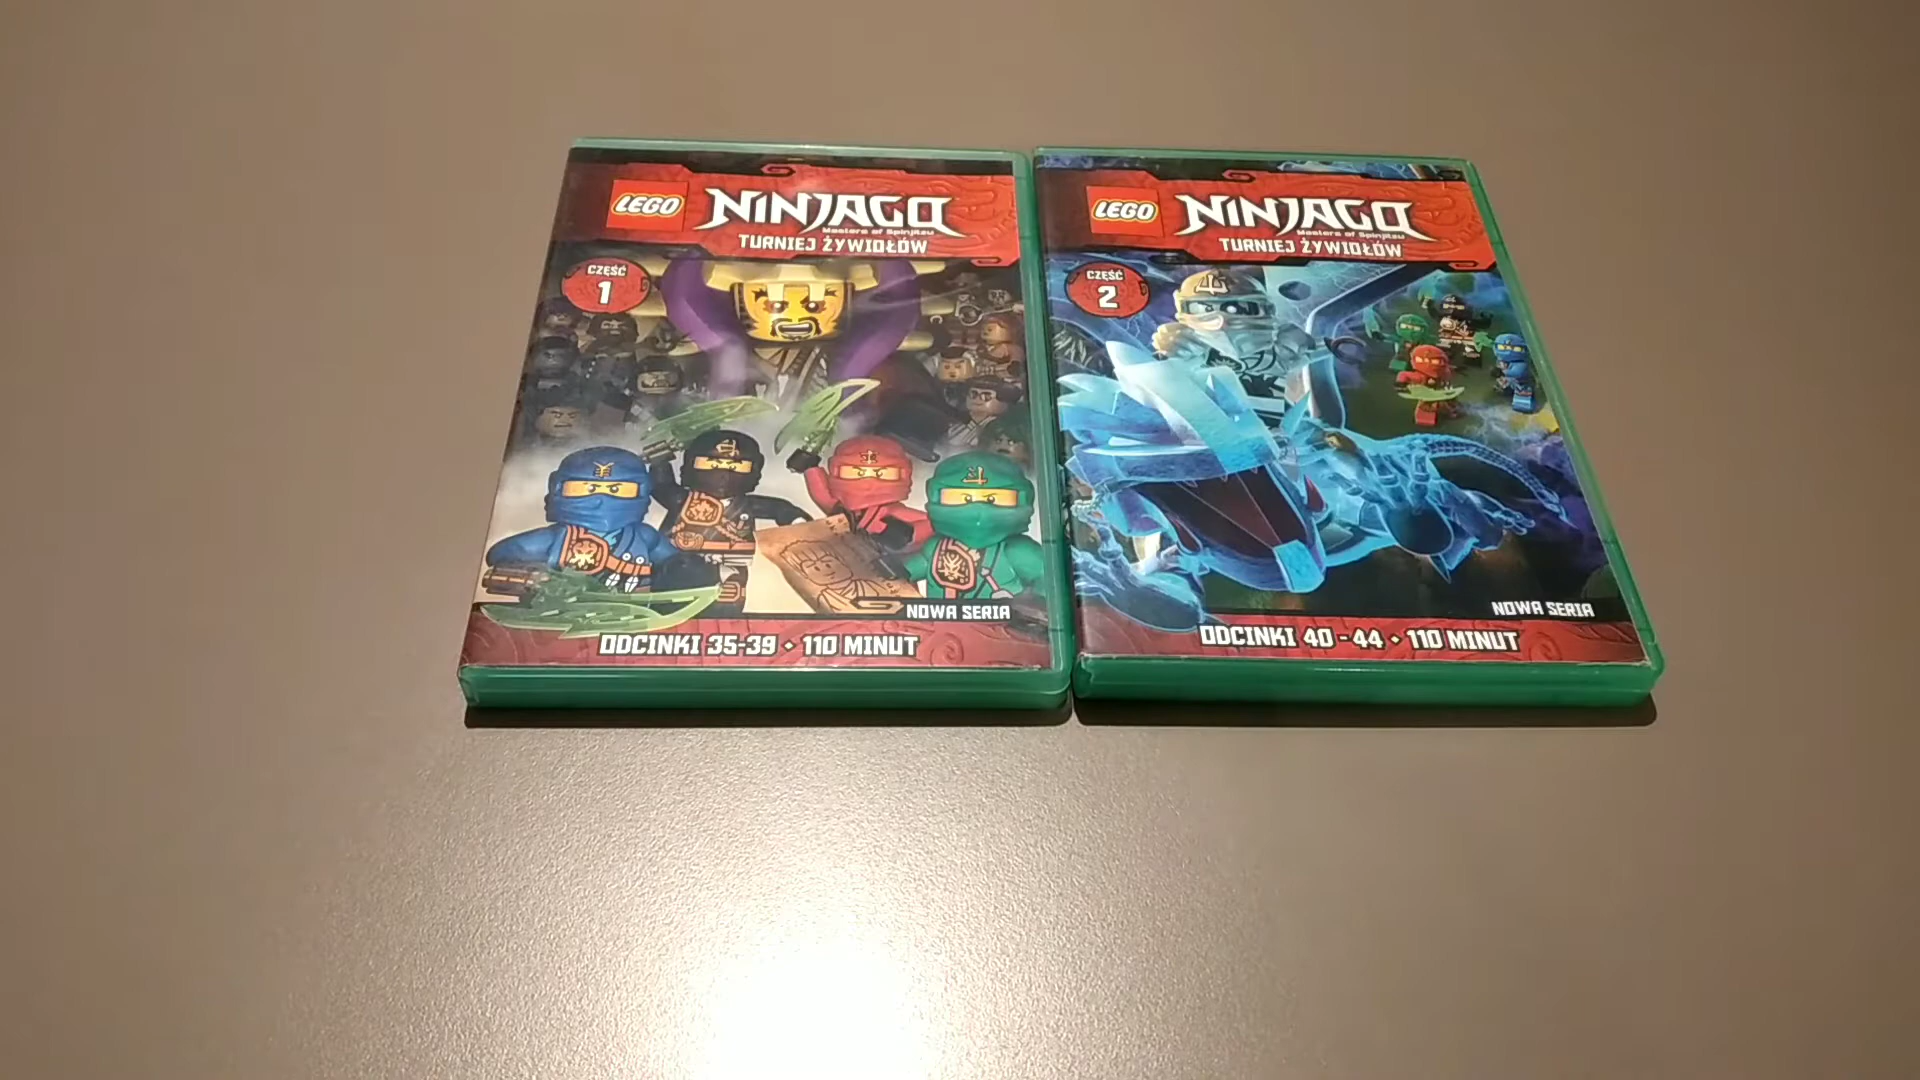 LEGO NINJAGO
Masters of Spinjitzu
TURNIEJ ŻYWIOŁÓW
CZĘŚĆ
1
NOWA SERIA
ODCINKI 35-39 • 110 MINUT
LEGO NINJAGO
Masters of Spinjitzu
TURNIEJ ŻYWIOŁÓW
CZĘŚĆ
2
NOWA SERIA
ODCINKI 40 - 44 • 110 MINUT